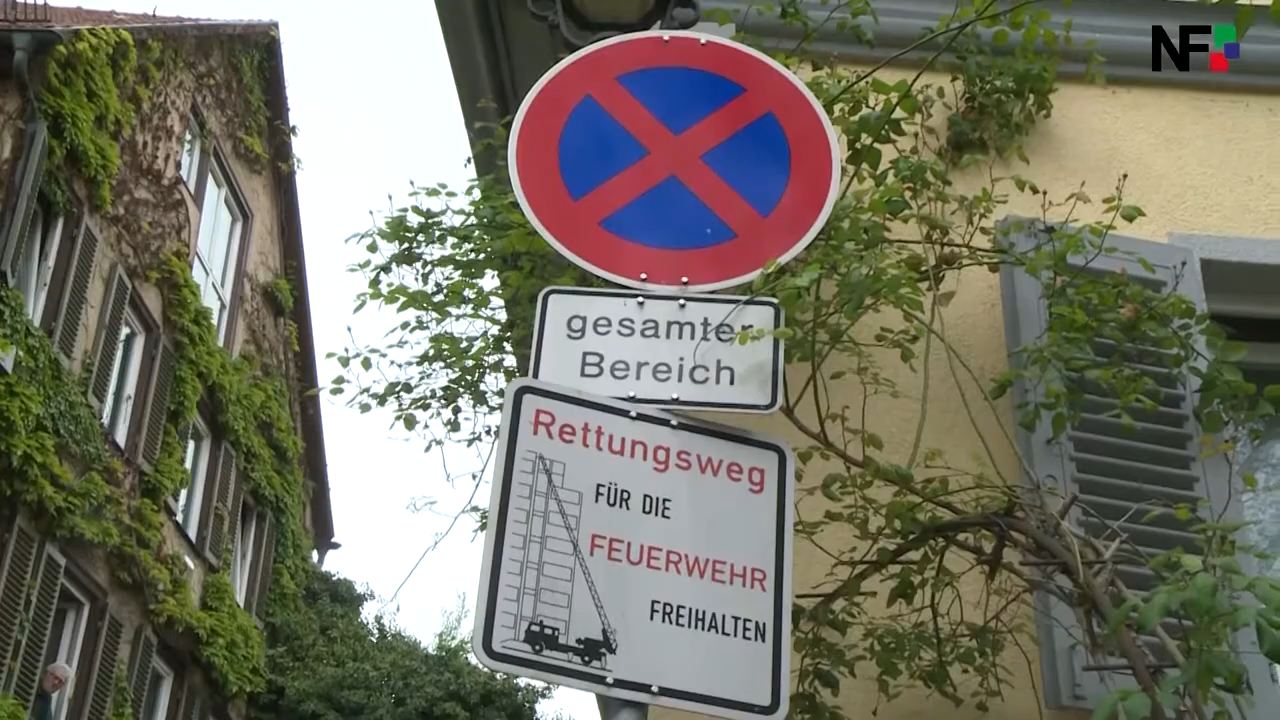 NF
gesamter
Bereich
Rettungsweg
FÜR DIE
FEUERWEHR
FREIHALTEN